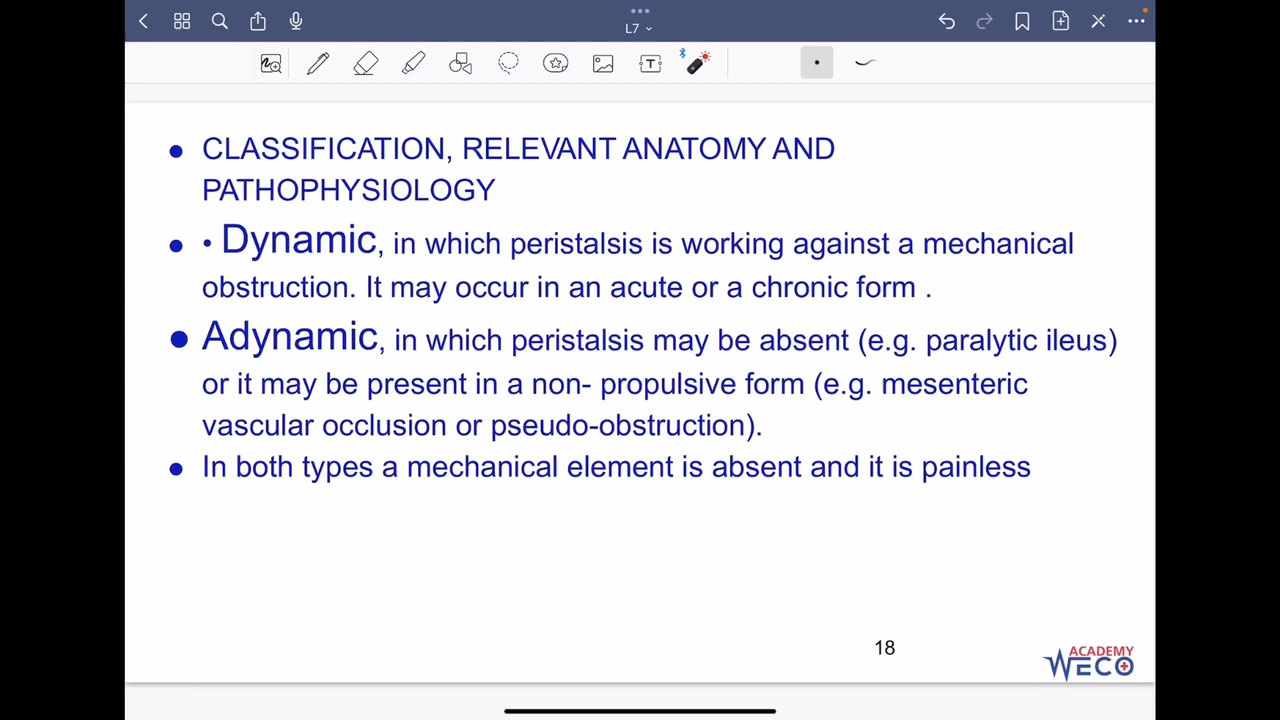 L7
CLASSIFICATION, RELEVANT ANATOMY AND
PATHOPHYSIOLOGY
• Dynamic, in which peristalsis is working against a mechanical
obstruction. It may occur in an acute or a chronic form .
Adynamic, in which peristalsis may be absent (e.g. paralytic ileus)
or it may be present in a non- propulsive form (e.g. mesenteric
vascular occlusion or pseudo-obstruction).
In both types a mechanical element is absent and it is painless
18
ACADEMY
WECO